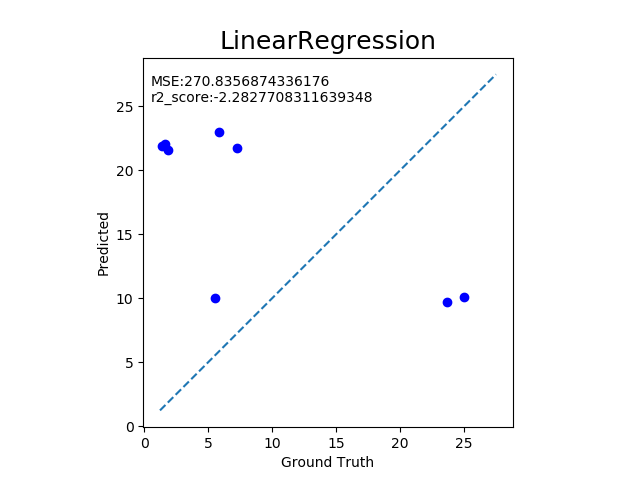 LinearRegression
MSE:270.8356874336176
r2_score:-2.2827708311639348
25
20
15
10
5
0
Predicted
0 5 10 15 20 25
Ground Truth